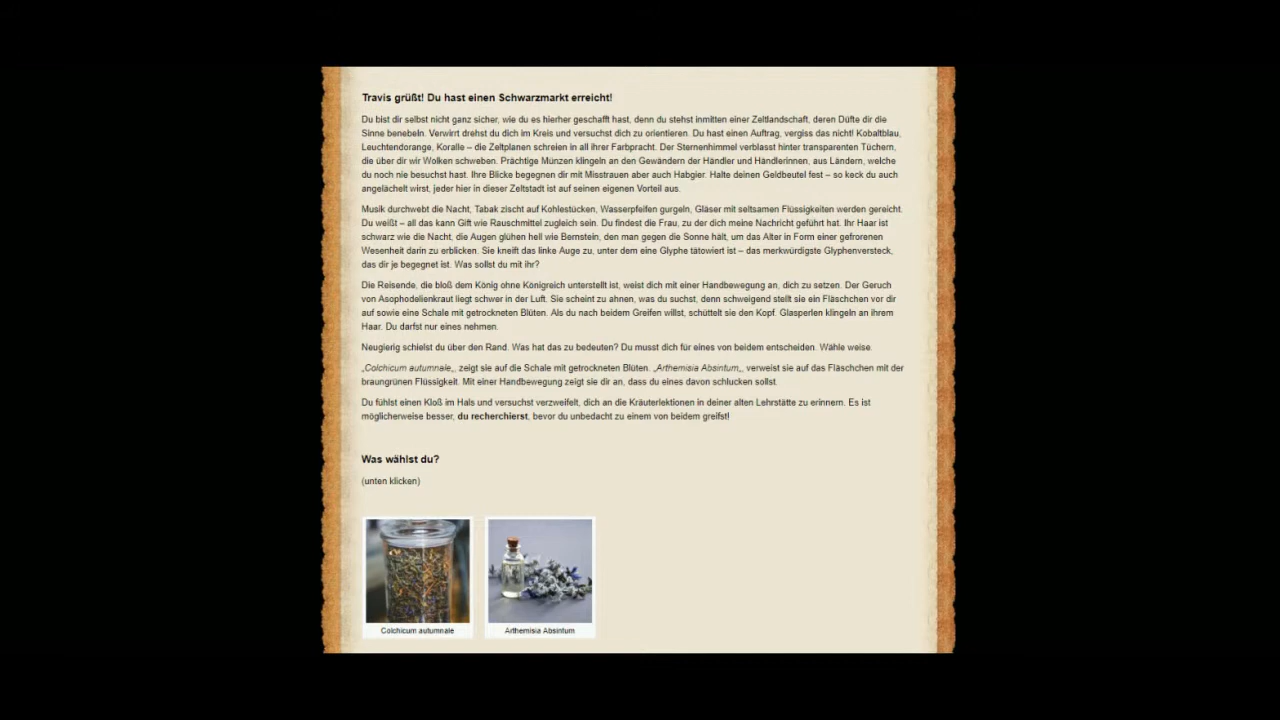 Travis grüßt! Du hast einen Schwarzmarkt erreicht!
Du bist dir selbst nicht ganz sicher, wie du es hierher geschafft hast, denn du stehst inmitten einer Zeltlandschaft, deren Düfte dir die
Sinne benebeln. Verwirrt drehst du dich im Kreis und versuchst dich zu orientieren. Du hast einen Auftrag, vergiss das nicht! Kobaltblau,
Leuchtendorange, Koralle – die Zeltplanen schreien in all ihrer Farbpracht. Der Sternenhimmel verblasst hinter transparenten Tüchern,
die über dir wir Wolken schweben. Prächtige Münzen klingeln an den Gewändern der Händler und Händlerinnen, aus Ländern, welche
du noch nie besucht hast. Ihre Blicke begegnen dir mit Misstrauen aber auch Habgier. Halte deinen Geldbeutel fest – so keck du auch
angelächelt wirst, jeder hier in dieser Zeltstadt ist auf seinen eigenen Vorteil aus.
Musik durchwebt die Nacht, Tabak zischt auf Kohlestücken, Wasserpfeifen gurgeln, Gläser mit seltsamen Flüssigkeiten werden gereicht.
Du weißt – all das kann Gift wie Rauschmittel zugleich sein. Du findest die Frau, zu der dich meine Nachricht geführt hat. Ihr Haar ist
schwarz wie die Nacht, die Augen glühen hell wie Bernstein, den man gegen die Sonne hält, um das Alter in Form einer gefrorenen
Wesenheit darin zu erblicken. Sie kneift das linke Auge zu, unter dem eine Glyphe tätowiert ist – das merkwürdigste Glyphenversteck,
das dir je begegnet ist. Was sollst du mit ihr?
Die Reisende, die bloß dem König ohne Königreich unterstellt ist, weist dich mit einer Handbewegung an, dich zu setzen. Der Geruch
von Asophodelienkraut liegt schwer in der Luft. Sie scheint zu ahnen, was du suchst, denn schweigend stellt sie ein Fläschchen vor dir
auf sowie eine Schale mit getrockneten Blüten. Als du nach beidem Greifen willst, schüttelt sie den Kopf. Glasperlen klingeln an ihrem
Haar. Du darfst nur eines nehmen.
Neugierig schielst du über den Rand. Was hat das zu bedeuten? Du musst dich für eines von beidem entscheiden. Wähle weise.
„Colchicum autumnale„, zeigt sie auf die Schale mit getrockneten Blüten. „Arthemisia Absintum„, verweist sie auf das Fläschchen mit der
braungrünen Flüssigkeit. Mit einer Handbewegung zeigt sie dir an, dass du eines davon schlucken sollst.
Du fühlst einen Kloß im Hals und versuchst verzweifelt, dich an die Kräuterlektionen in deiner alten Lehrstätte zu erinnern. Es ist
möglicherweise besser, du recherchierst, bevor du unbedacht zu einem von beidem greifst!
Was wählst du?
(unten klicken)
Colchicum autumnale
Arthemisia Absintum